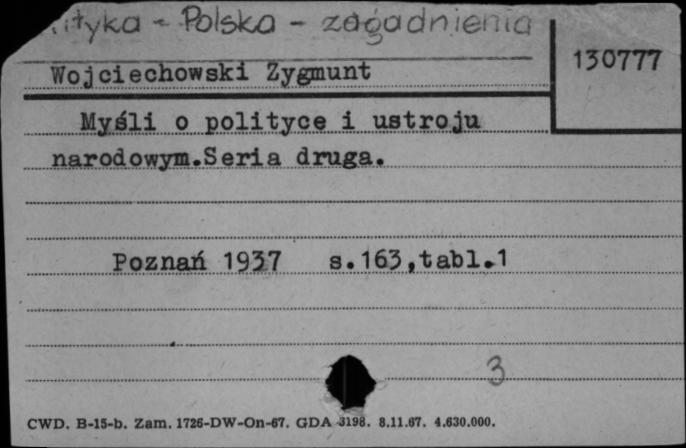 - Polska - zagadnienia
130777
Wojciechowski Zygmunt
Myśli o polityce i ustroju
narodowym.Seria druga.
Poznań 1937 s.163,tabl.1
3
CWD. B-15-b. Zam. 1726-DW-On-67. GDA 3198. 8.11.67. 4.630.000.